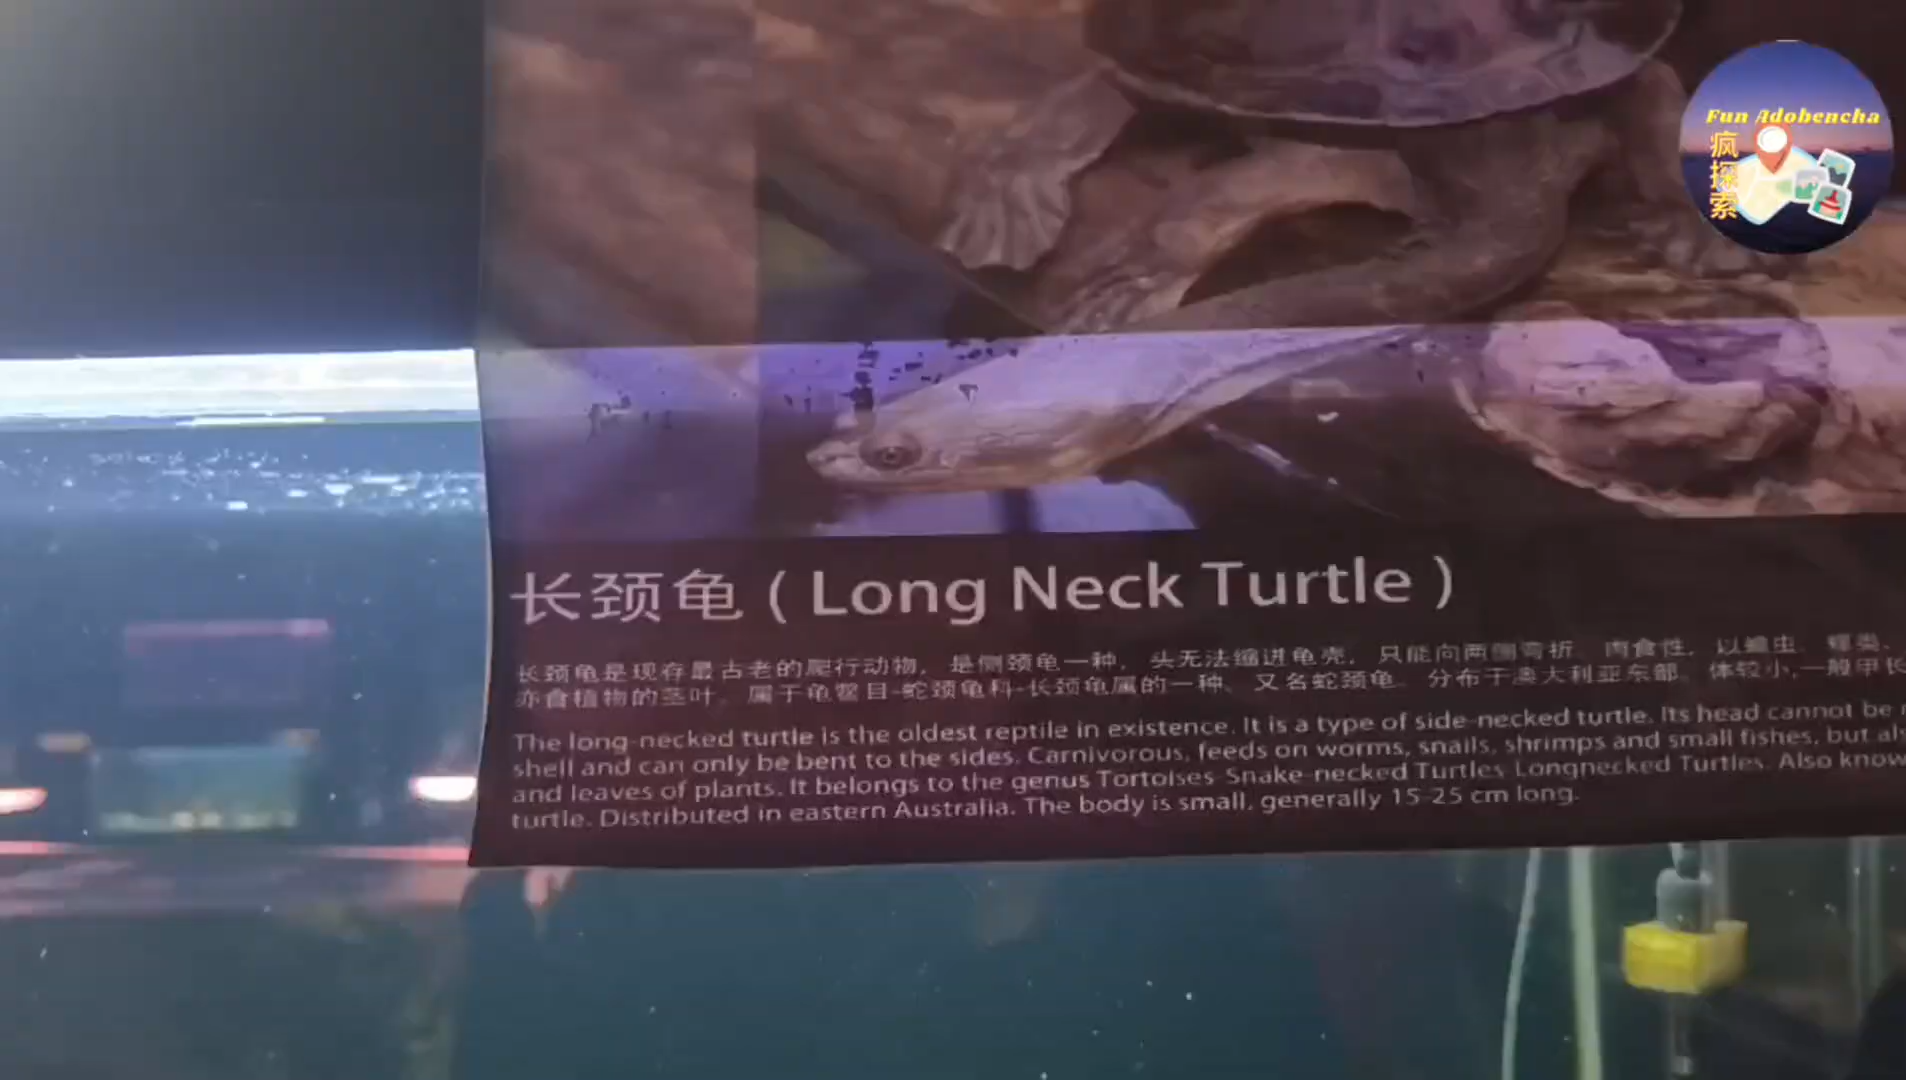 Fun Adobencha
疯探索
长颈龟 ( Long Neck Turtle )
长颈龟是现存最古老的爬行动物, 是侧颈龟一种, 头无法缩进龟壳, 只能向两侧弯折, 肉食性, 以蠕虫、螺类、
亦食植物的茎叶, 属于龟鳖目-蛇颈龟科-长颈龟属的一种、又名蛇颈龟、分布于澳大利亚东部、体较小,一般甲长
The long-necked turtle is the oldest reptile in existence. It is a type of side-necked turtle. Its head cannot be
shell and can only be bent to the sides. Carnivorous, feeds on worms, snails, shrimps and small fishes, but als
and leaves of plants. It belongs to the genus Tortoises-Snake-necked Turtles-Longnecked Turtles. Also know
turtle. Distributed in eastern Australia. The body is small, generally 15-25 cm long.